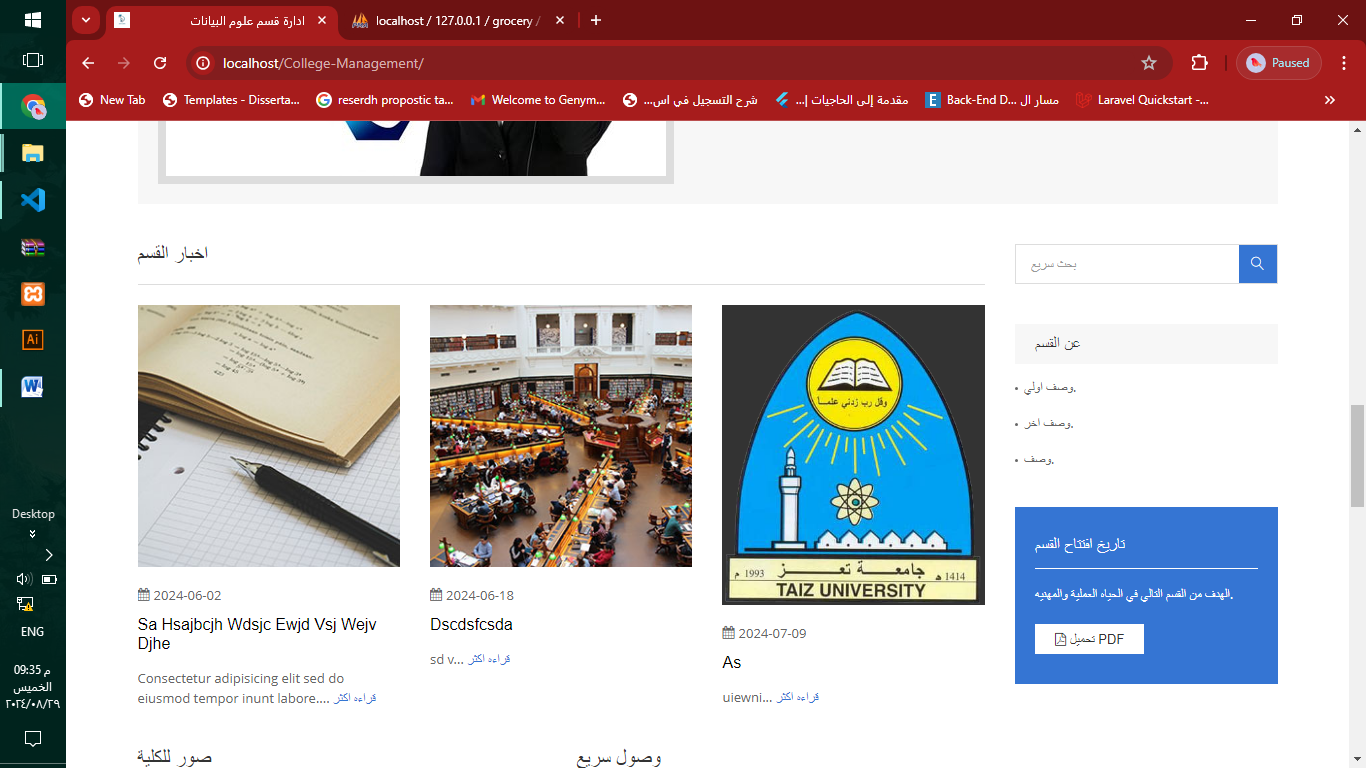 ادارة قسم علوم البيانات
localhost / 127.0.0.1 / grocery /
localhost/College-Management/
Paused
New Tab
Templates - Disserta...
reserdh propostic ta...
Welcome to Genym...
شرح التسجيل في اس...
مقدمة إلى الحاجيات إ...
Back-End D... مسار ال
Laravel Quickstart -...
اخبار القسم
2024-06-02
Sa Hsajbcjh Wdsjc Ewjd Vsj Wejv
Djhe
Consectetur adipisicing elit sed do
eiusmod tempor inunt labore.... قراءه اكثر
2024-06-18
Dscdsfcsda
sd v... قراءه اكثر
وقل رب زدني علمـا
1993 م
جامعـة تعـز
1414 هـ
TAIZ UNIVERSITY
2024-07-09
As
uiewni... قراءه اكثر
بحث سريع
عن القسم
وصف اولي.
وصف اخر.
وصف.
تاريخ افتتاح القسم
الهدف من القسم التالي في الحياه العملية والمهنيه.
تحميل PDF
صور للكلية
وصول سريع
Ai
Desktop
ENG
09:35 م
الخميس
٢٠٢٤/٠٨/٢٩